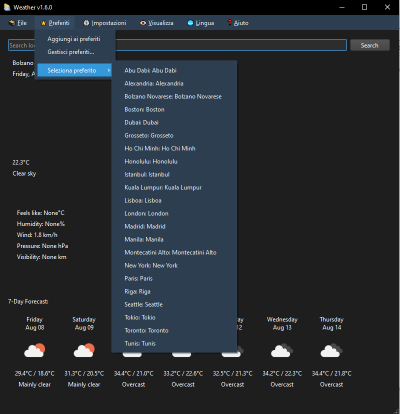 Weather v1.6.0
File Preferiti Impostazioni Visualizza Lingua Aiuto
Search
Aggiungi ai preferiti
Gestisci preferiti...
Seleziona preferito
Bolzano
Friday,
Abu Dabi: Abu Dabi
Alexandria: Alexandria
Bolzano Novarese: Bolzano Novarese
Boston: Boston
Dubai: Dubai
Grosseto: Grosseto
Ho Chi Minh: Ho Chi Minh
Honolulu: Honolulu
Istanbul: Istanbul
Kuala Lumpur: Kuala Lumpur
Lisboa: Lisboa
London: London
Madrid: Madrid
Manila: Manila
Montecatini Alto: Montecatini Alto
New York: New York
Paris: Paris
Riga: Riga
Seattle: Seattle
Tokio: Tokio
Toronto: Toronto
Tunis: Tunis
22.3°C
Clear sky
Feels like: None°C
Humidity: None%
Wind: 1.8 km/h
Pressure: None hPa
Visibility: None km
7-Day Forecast:
Friday Saturday Wednesday Thursday
Aug 08 Aug 09 12 Aug 13 Aug 14
29.4°C / 18.6°C 31.3°C / 20.5°C 34.4°C / 21.0°C 33.2°C / 22.8°C 32.5°C / 21.3°C 34.2°C / 22.3°C 34.4°C / 21.8°C
Mainly clear Mainly clear Overcast Overcast Overcast Overcast Overcast